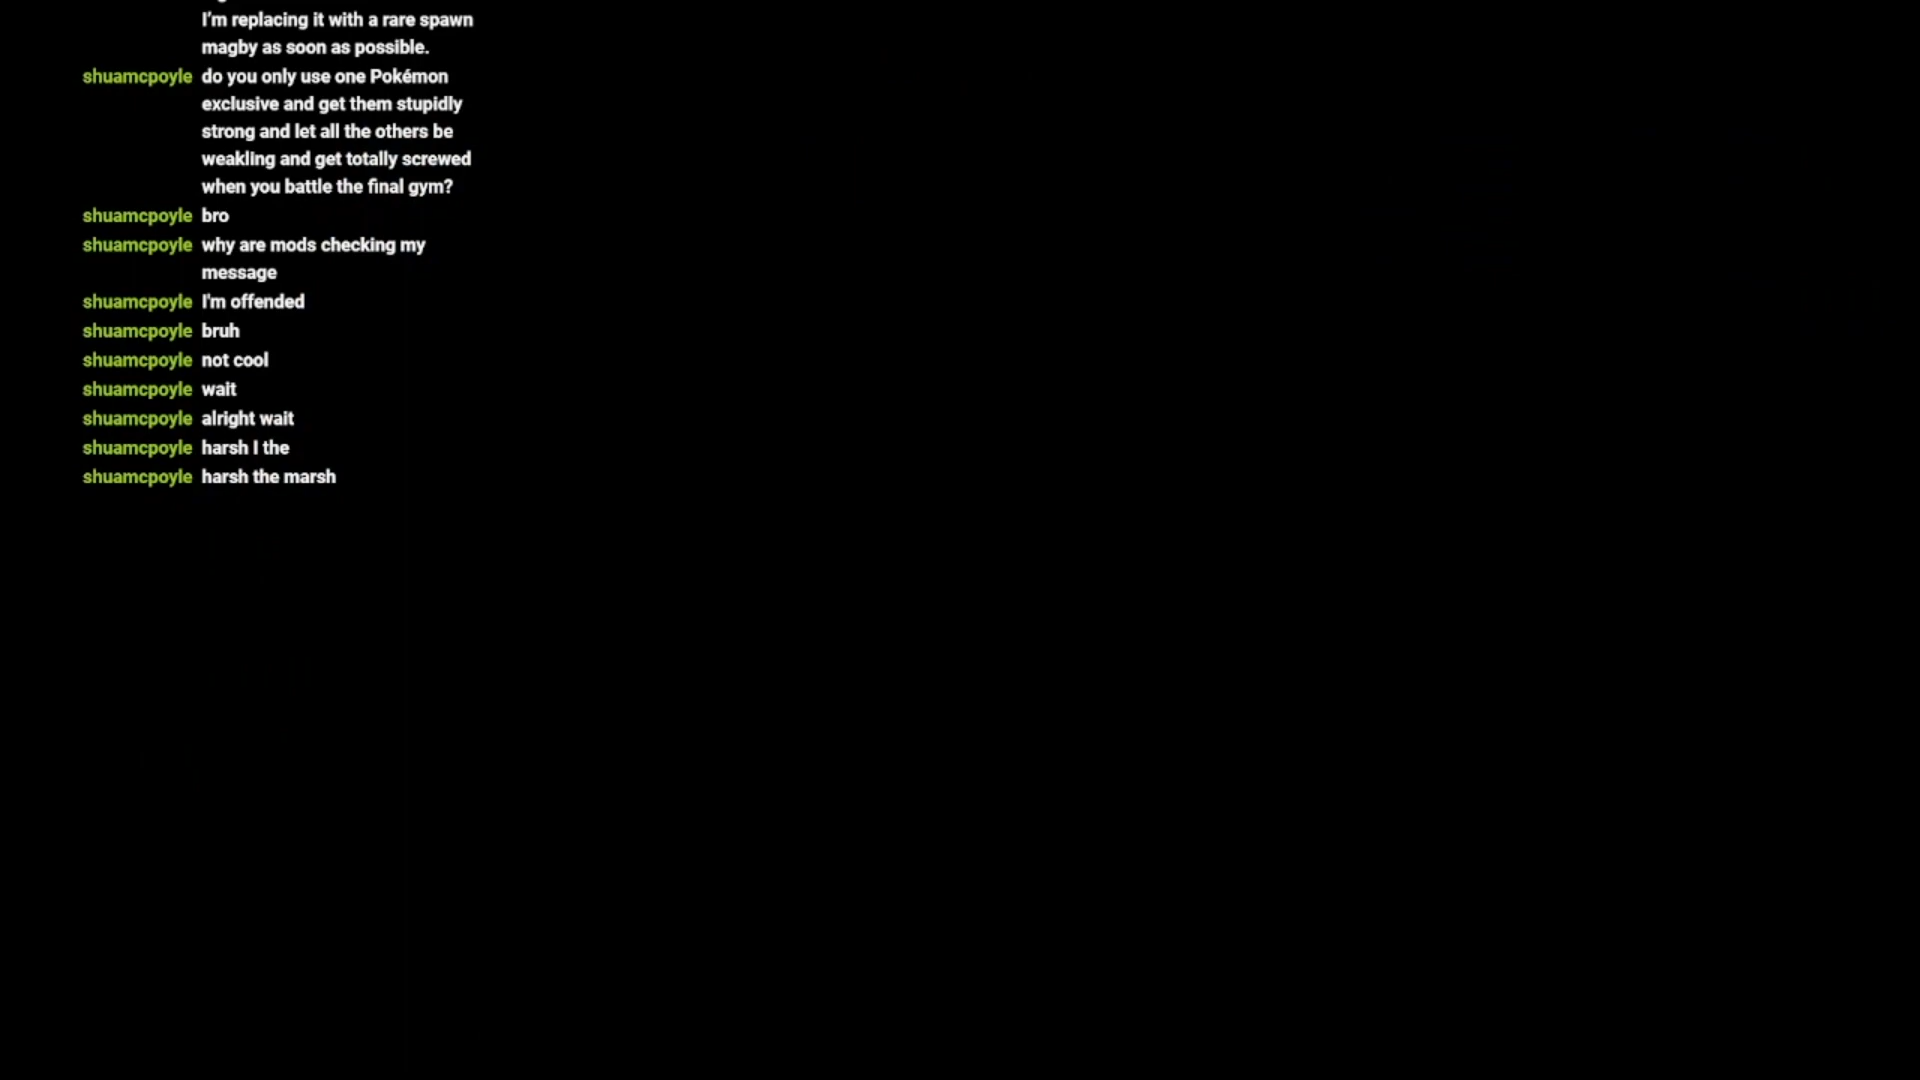 I'm replacing it with a rare spawn
magby as soon as possible.
shuamcpoyle do you only use one Pokémon
exclusive and get them stupidly
strong and let all the others be
weakling and get totally screwed
when you battle the final gym?
shuamcpoyle bro
shuamcpoyle why are mods checking my
message
shuamcpoyle I'm offended
shuamcpoyle bruh
shuamcpoyle not cool
shuamcpoyle wait
shuamcpoyle alright wait
shuamcpoyle harsh I the
shuamcpoyle harsh the marsh